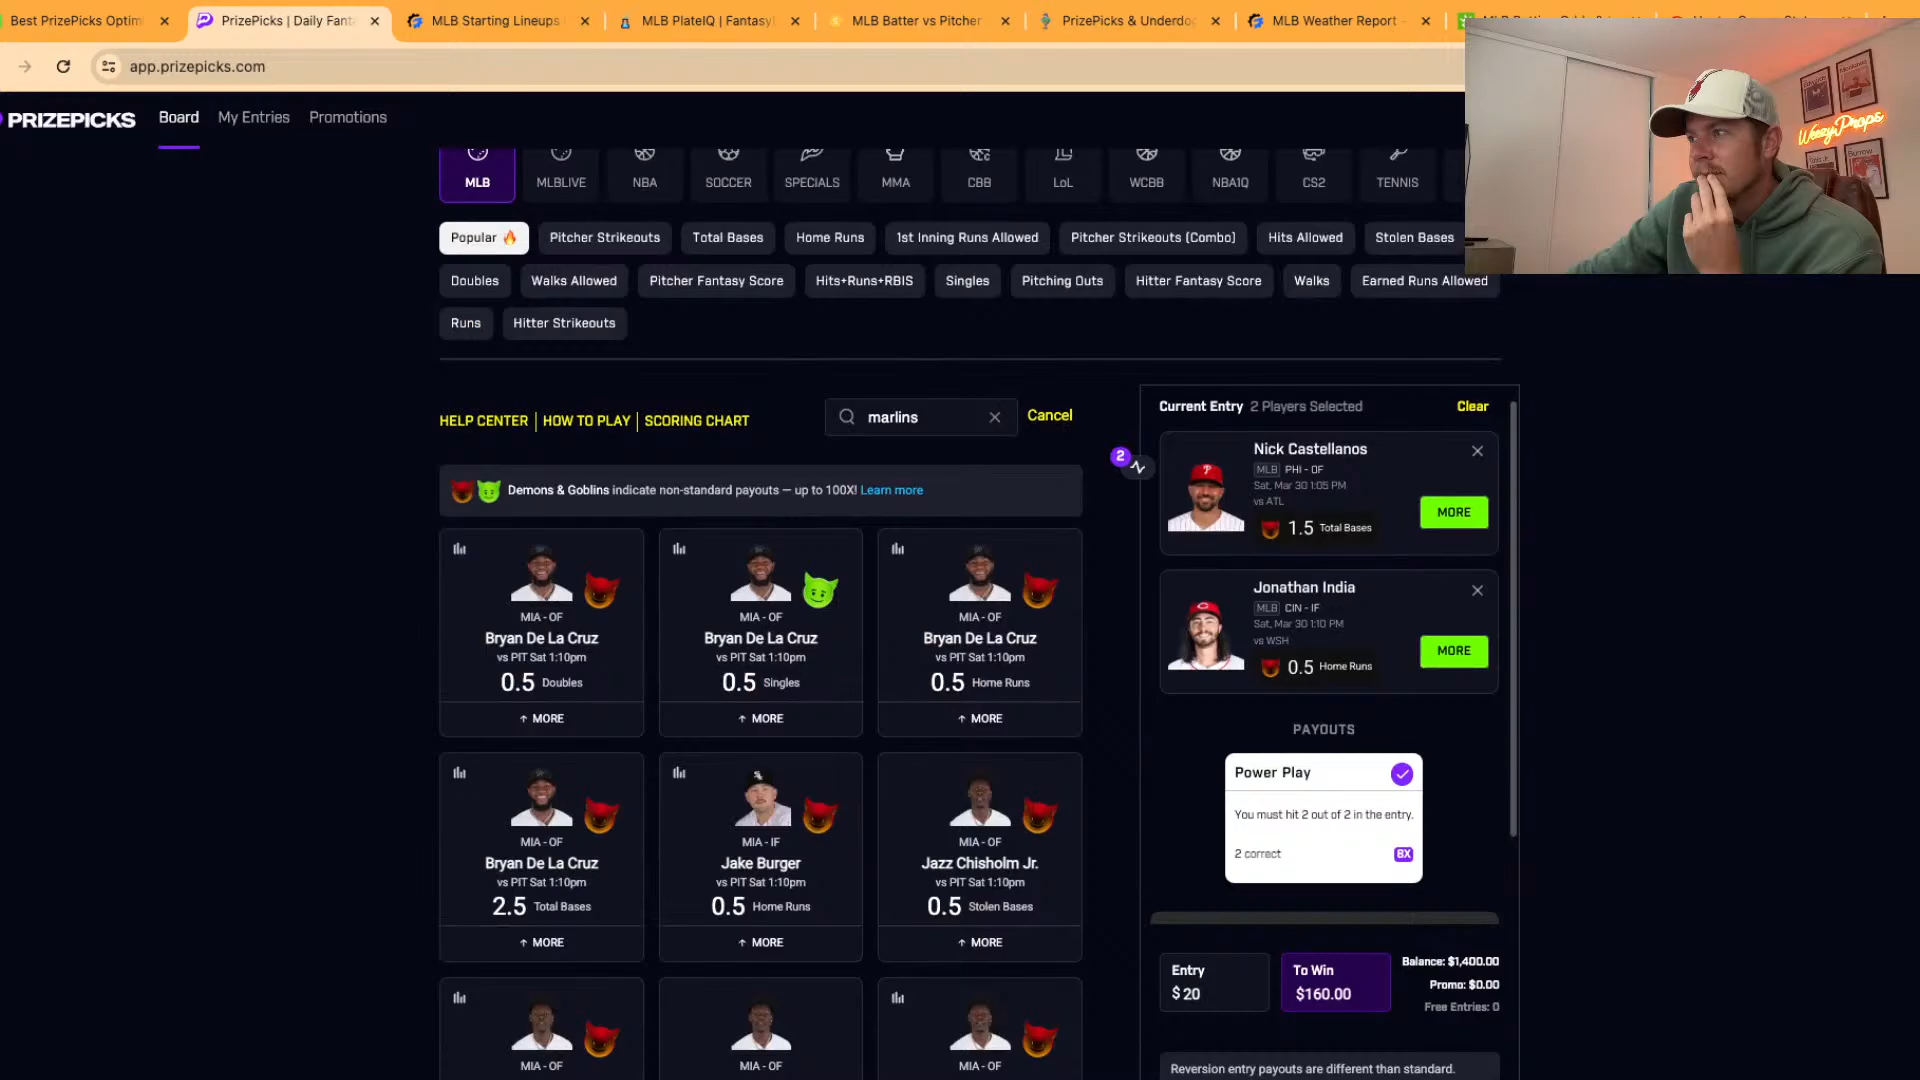 Best PrizePicks Optimi
PrizePicks | Daily Fanta
MLB Starting Lineups
MLB PlateIQ | Fantasy
MLB Batter vs Pitcher
PrizePicks & Underdo
MLB Weather Report -
app.prizepicks.com
PRIZEPICKS
Board
My Entries
Promotions
MLB
MLBLIVE
NBA
SOCCER
SPECIALS
MMA
CBB
LoL
WCBB
NBA1Q
CS2
TENNIS
Popular
Pitcher Strikeouts
Total Bases
Home Runs
1st Inning Runs Allowed
Pitcher Strikeouts (Combo)
Hits Allowed
Stolen Bases
Doubles
Walks Allowed
Pitcher Fantasy Score
Hits+Runs+RBIS
Singles
Pitching Outs
Hitter Fantasy Score
Walks
Earned Runs Allowed
Runs
Hitter Strikeouts
WeezyProps
HELP CENTER | HOW TO PLAY | SCORING CHART
marlins
Cancel
Demons & Goblins indicate non-standard payouts — up to 100X! Learn more
MIA - OF
Bryan De La Cruz
vs PIT Sat 1:10pm
0.5 Doubles
MORE
MIA - OF
Bryan De La Cruz
vs PIT Sat 1:10pm
0.5 Singles
MORE
MIA - OF
Bryan De La Cruz
vs PIT Sat 1:10pm
0.5 Home Runs
MORE
MIA - OF
Bryan De La Cruz
vs PIT Sat 1:10pm
2.5 Total Bases
MORE
MIA - IF
Jake Burger
vs PIT Sat 1:10pm
0.5 Home Runs
MORE
MIA - OF
Jazz Chisholm Jr.
vs PIT Sat 1:10pm
0.5 Stolen Bases
MORE
MIA - OF
MIA - OF
MIA - OF
Current Entry 2 Players Selected
Clear
2
Nick Castellanos
MLB PHI - OF
Sat, Mar 30 1:05 PM
vs ATL
1.5 Total Bases
MORE
Jonathan India
MLB CIN - IF
Sat, Mar 30 1:10 PM
vs WSH
0.5 Home Runs
MORE
PAYOUTS
Power Play
You must hit 2 out of 2 in the entry.
2 correct
8X
Entry
$ 20
To Win
$160.00
Balance: $1,400.00
Promo: $0.00
Free Entries: 0
Reversion entry payouts are different than standard.